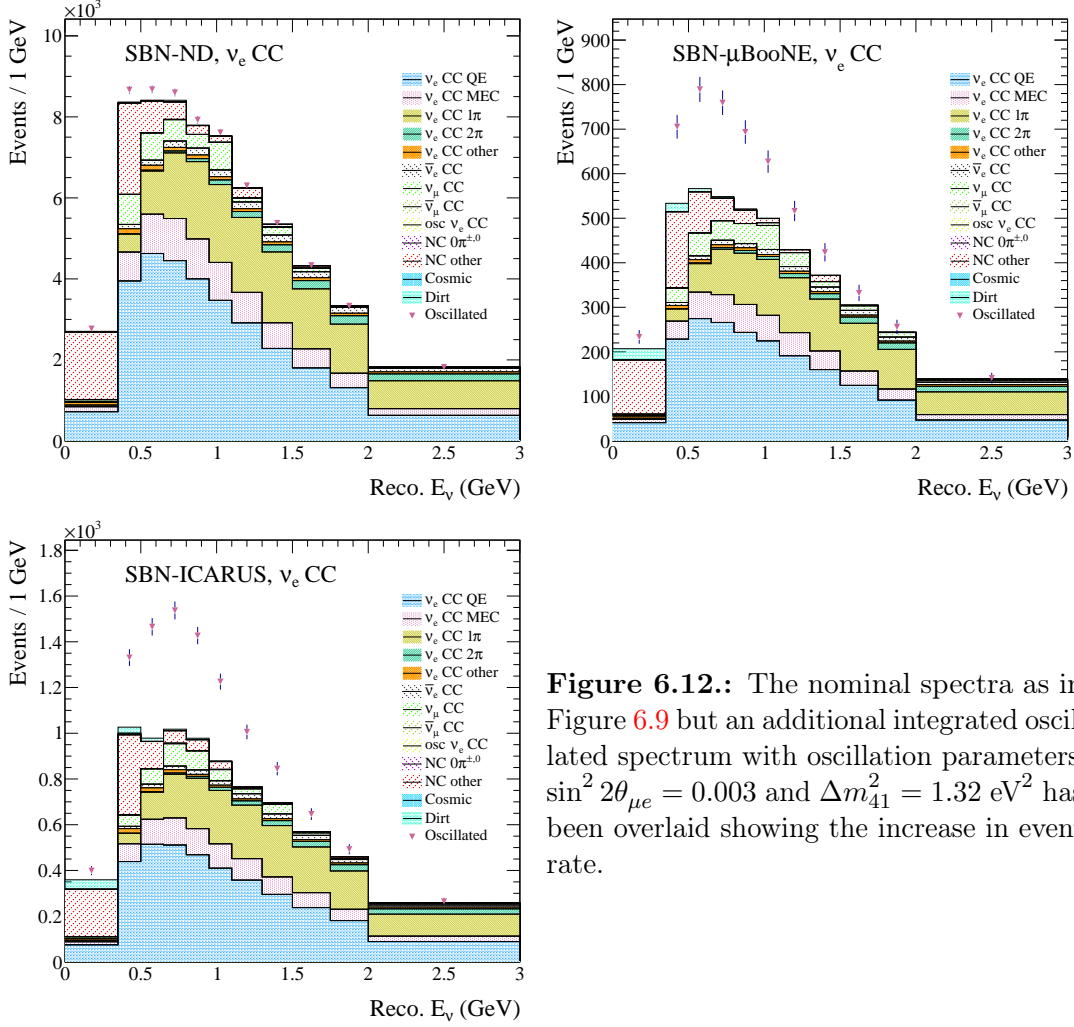 ×10³
SBN-ND, νe CC
Events / 1 GeV
10
8
6
4
2
0
νe CC QE
νe CC MEC
νe CC 1π
νe CC 2π
νe CC other
ν̅e CC
νμ CC
ν̅μ CC
osc νe CC
NC 0π±,0
NC other
Cosmic
Dirt
Oscillated
0 0.5 1 1.5 2 2.5 3
Reco. Eν (GeV)
SBN-μBooNE, νe CC
Events / 1 GeV
900
800
700
600
500
400
300
200
100
0
νe CC QE
νe CC MEC
νe CC 1π
νe CC 2π
νe CC other
ν̅e CC
νμ CC
ν̅μ CC
osc νe CC
NC 0π±,0
NC other
Cosmic
Dirt
Oscillated
0 0.5 1 1.5 2 2.5 3
Reco. Eν (GeV)
×10³
SBN-ICARUS, νe CC
Events / 1 GeV
1.8
1.6
1.4
1.2
1
0.8
0.6
0.4
0.2
0
νe CC QE
νe CC MEC
νe CC 1π
νe CC 2π
νe CC other
ν̅e CC
νμ CC
ν̅μ CC
osc νe CC
NC 0π±,0
NC other
Cosmic
Dirt
Oscillated
0 0.5 1 1.5 2 2.5 3
Reco. Eν (GeV)
Figure 6.12.: The nominal spectra as in
Figure 6.9 but an additional integrated oscil
lated spectrum with oscillation parameters
sin² 2θμe = 0.003 and Δm²41 = 1.32 eV² has
been overlaid showing the increase in event
rate.